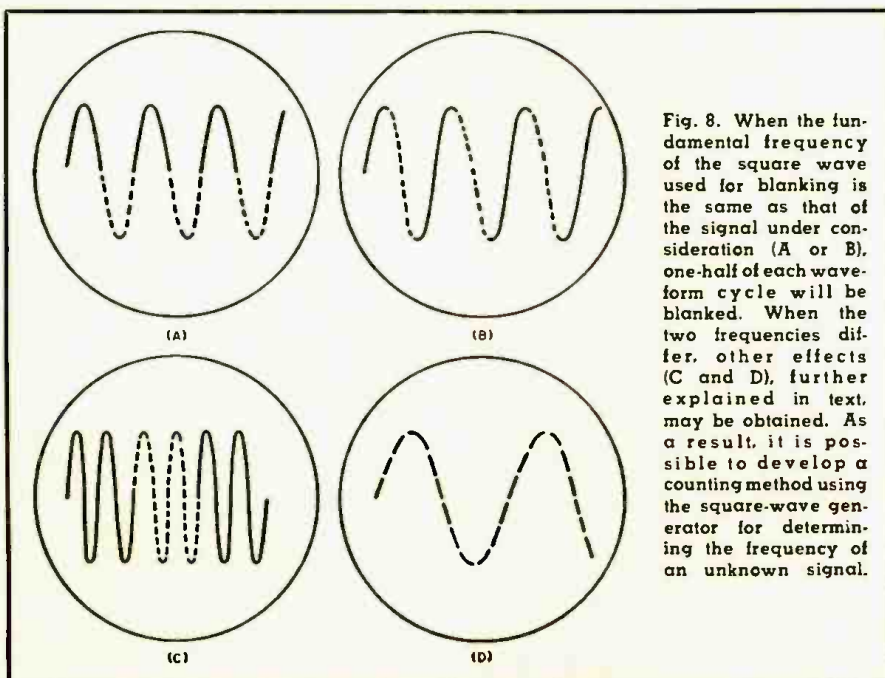 (A)
(B)
(C)
(D)
Fig. 8. When the fun-
damental frequency
of the square wave
used for blanking is
the same as that of
the signal under con-
sideration (A or B),
one-half of each wave-
form cycle will be
blanked. When the
two frequencies dif-
fer, other effects
(C and D), further
explained in text,
may be obtained. As
a result, it is pos-
sible to develop a
counting method using
the square-wave gen-
erator for determin-
ing the frequency of
an unknown signal.